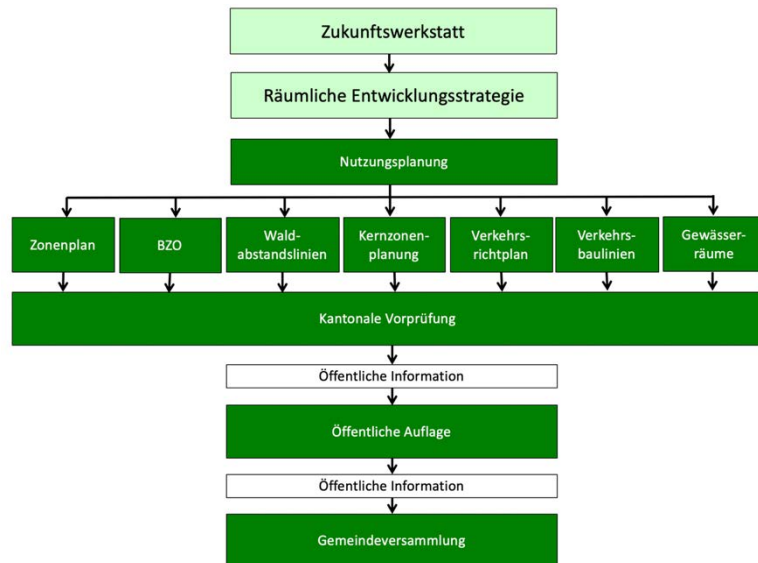 Zukunftswerkstatt
Räumliche Entwicklungsstrategie
Nutzungsplanung
Zonenplan
BZO
Wald-
abstandslinien
Kernzonen-
planung
Verkehrs-
richtplan
Verkehrs-
baulinien
Gewässer-
räume
Kantonale Vorprüfung
Öffentliche Information
Öffentliche Auflage
Öffentliche Information
Gemeindeversammlung